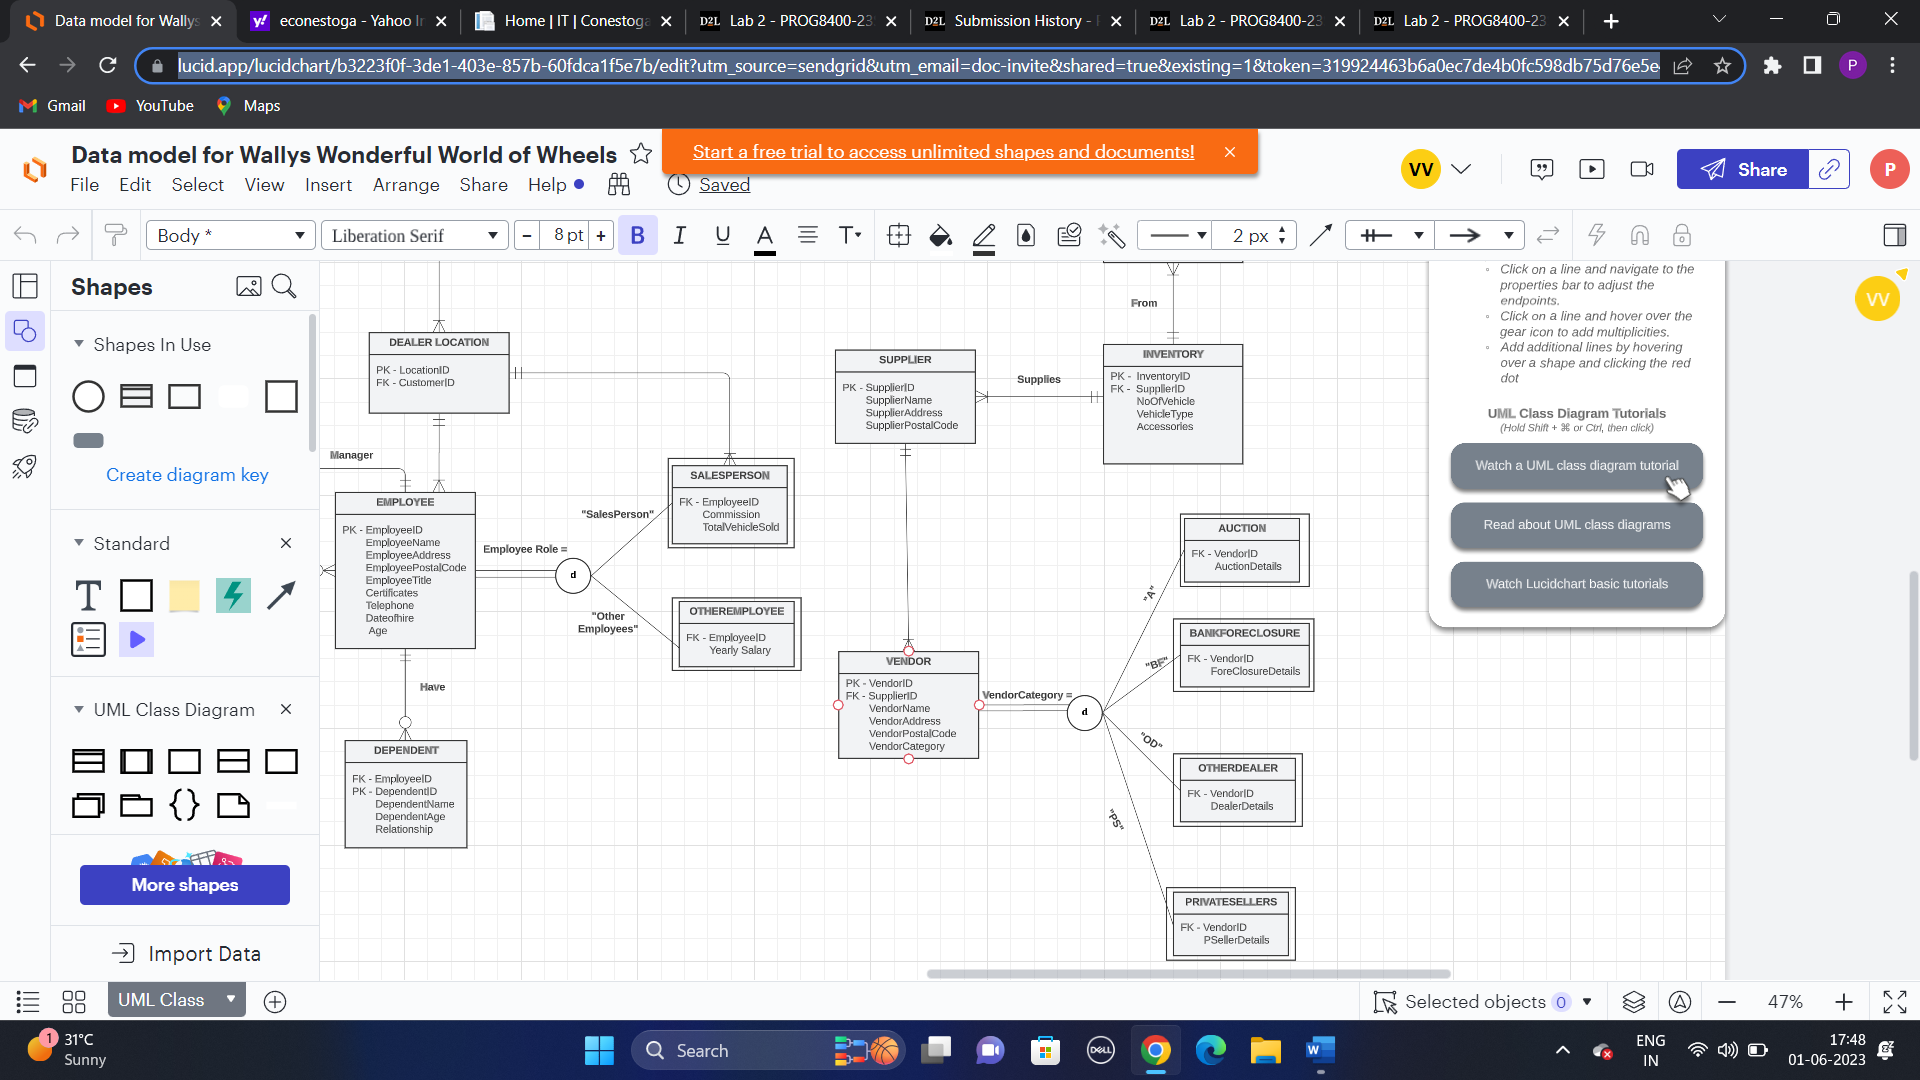 Data model for Wallys
econestoga - Yahoo I
Home | IT | Conestoga
Lab 2 - PROG8400-23
Submission History -
Lab 2 - PROG8400-23
Lab 2 - PROG8400-23
lucid.app/lucidchart/b3223f0f-3de1-403e-857b-60fdca1f5e7b/edit?utm_source=sendgrid&utm_email=doc-invite&shared=true&existing=1&token=319924463b6a0ec7de4b0fc598db75d76e5e
P
Gmail
YouTube
Maps
Data model for Wallys Wonderful World of Wheels
Start a free trial to access unlimited shapes and documents!
File Edit Select View Insert Arrange Share Help
Saved
VV
Share
P
Body *
Liberation Serif
- 8 pt +
B I U A T
2 px
Shapes
Shapes In Use
Create diagram key
Standard
T
UML Class Diagram
More shapes
Import Data
DEALER LOCATION
PK - LocationID
FK - CustomerID
Manager
EMPLOYEE
PK - EmployeeID
EmployeeName
EmployeeAddress
EmployeePostalCode
EmployeeTitle
Certificates
Telephone
Dateofhire
Age
Have
DEPENDENT
FK - EmployeeID
PK - DependentID
DependentName
DependentAge
Relationship
Employee Role =
d
"SalesPerson"
"Other
Employees"
SALESPERSON
FK - EmployeeID
Commission
TotalVehicleSold
OTHEREMPLOYEE
FK - EmployeeID
Yearly Salary
SUPPLIER
PK - SupplierID
SupplierName
SupplierAddress
SupplierPostalCode
Supplies
From
INVENTORY
PK - InventoryID
FK - SupplierID
NoOfVehicle
VehicleType
Accessories
VENDOR
PK - VendorID
FK - SupplierID
VendorName
VendorAddress
VendorPostalCode
VendorCategory
VendorCategory =
d
"A"
"BF"
"OD"
"PS"
AUCTION
FK - VendorID
AuctionDetails
BANKFORECLOSURE
FK - VendorID
ForeClosureDetails
OTHERDEALER
FK - VendorID
DealerDetails
PRIVATESELLERS
FK - VendorID
PSellerDetails
Click on a line and navigate to the
properties bar to adjust the
endpoints.
Click on a line and hover over the
gear icon to add multiplicities.
Add additional lines by hovering
over a shape and clicking the red
dot
UML Class Diagram Tutorials
(Hold Shift + ⌘ or Ctrl, then click)
Watch a UML class diagram tutorial
Read about UML class diagrams
Watch Lucidchart basic tutorials
VV
UML Class
Selected objects 0
47%
1
31°C
Sunny
Search
DELL
W
ENG
IN
17:48
01-06-2023